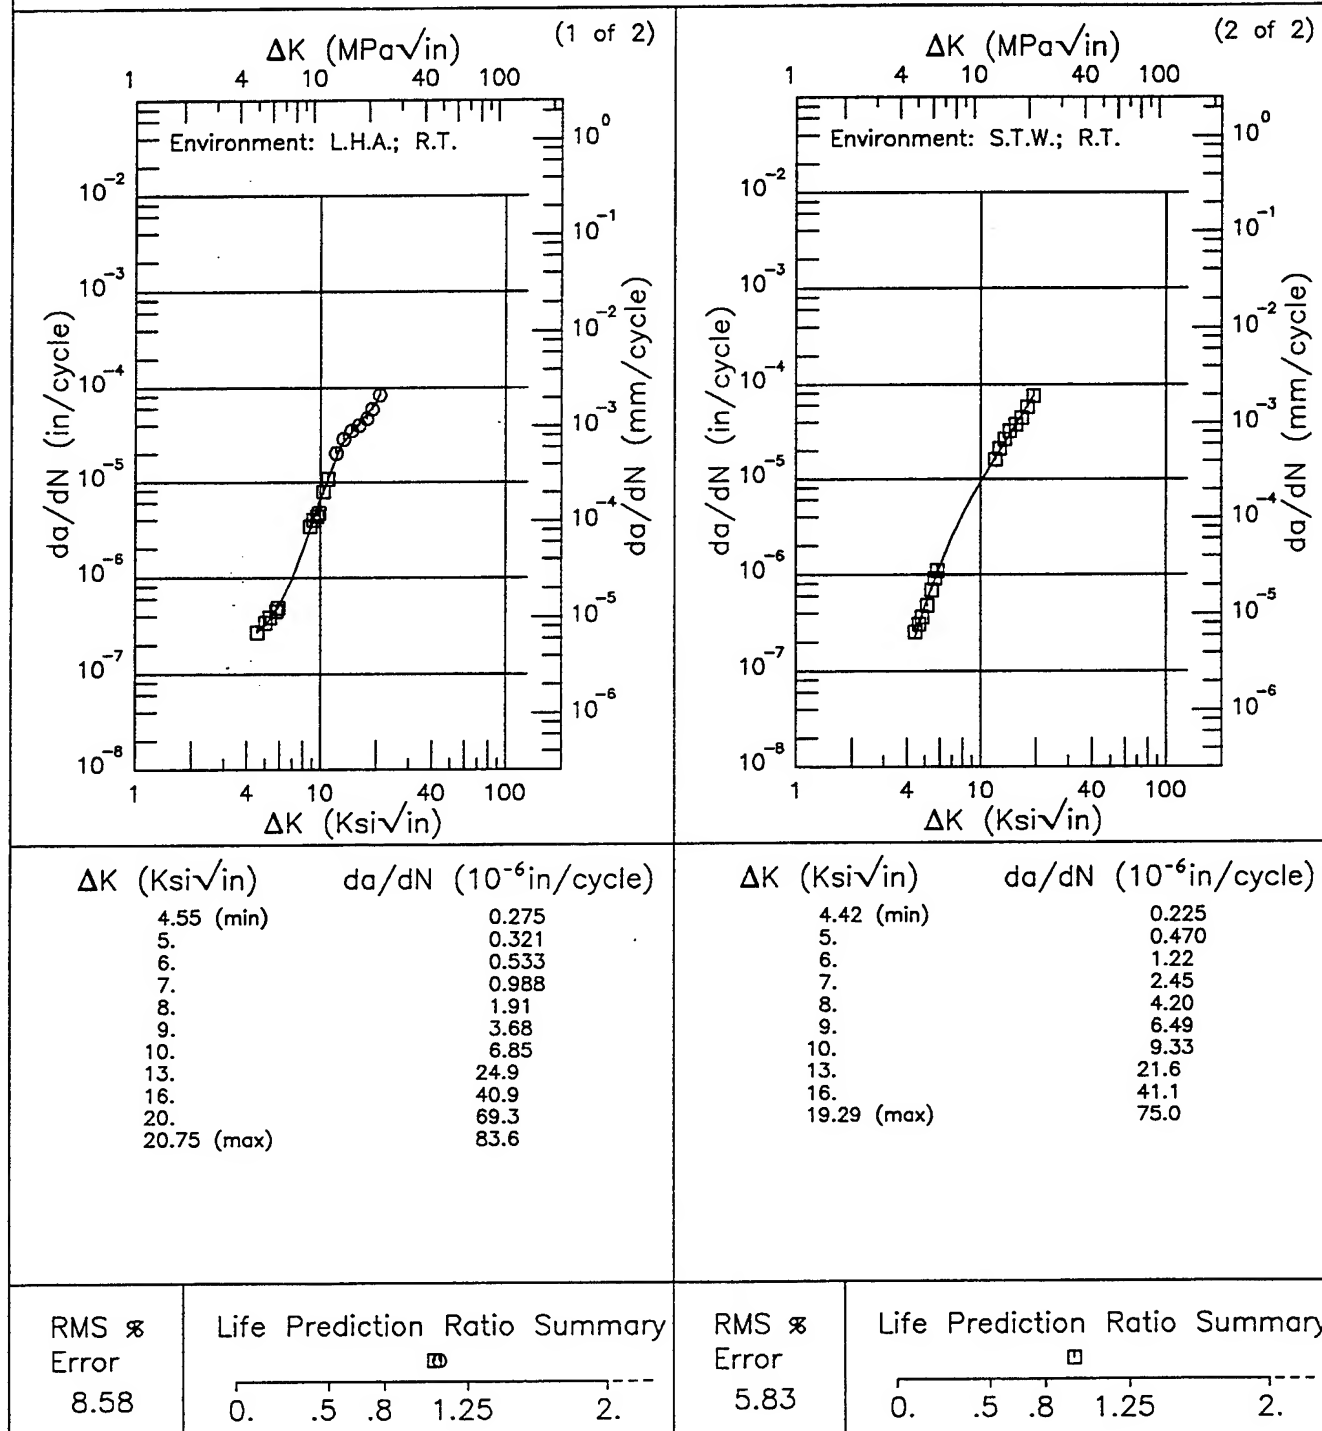 (1 of 2)
ΔK (MPa√in)
1 4 10 40 100
Environment: L.H.A.; R.T.
da/dN (in/cycle)
10⁻²
10⁻³
10⁻⁴
10⁻⁵
10⁻⁶
10⁻⁷
10⁻⁸
10⁰
10⁻¹
10⁻²
10⁻³
10⁻⁴
10⁻⁵
10⁻⁶
da/dN (mm/cycle)
1 4 10 40 100
ΔK (Ksi√in)
ΔK (Ksi√in) da/dN (10⁻⁶in/cycle)
4.55 (min) 0.275
5. 0.321
6. 0.533
7. 0.988
8. 1.91
9. 3.68
10. 6.85
13. 24.9
16. 40.9
20. 69.3
20.75 (max) 83.6
RMS %
Error
8.58
Life Prediction Ratio Summary
0. .5 .8 1.25 2.
(2 of 2)
ΔK (MPa√in)
1 4 10 40 100
Environment: S.T.W.; R.T.
da/dN (in/cycle)
10⁻²
10⁻³
10⁻⁴
10⁻⁵
10⁻⁶
10⁻⁷
10⁻⁸
10⁰
10⁻¹
10⁻²
10⁻³
10⁻⁴
10⁻⁵
10⁻⁶
da/dN (mm/cycle)
1 4 10 40 100
ΔK (Ksi√in)
ΔK (Ksi√in) da/dN (10⁻⁶in/cycle)
4.42 (min) 0.225
5. 0.470
6. 1.22
7. 2.45
8. 4.20
9. 6.49
10. 9.33
13. 21.6
16. 41.1
19.29 (max) 75.0
RMS %
Error
5.83
Life Prediction Ratio Summary
0. .5 .8 1.25 2.